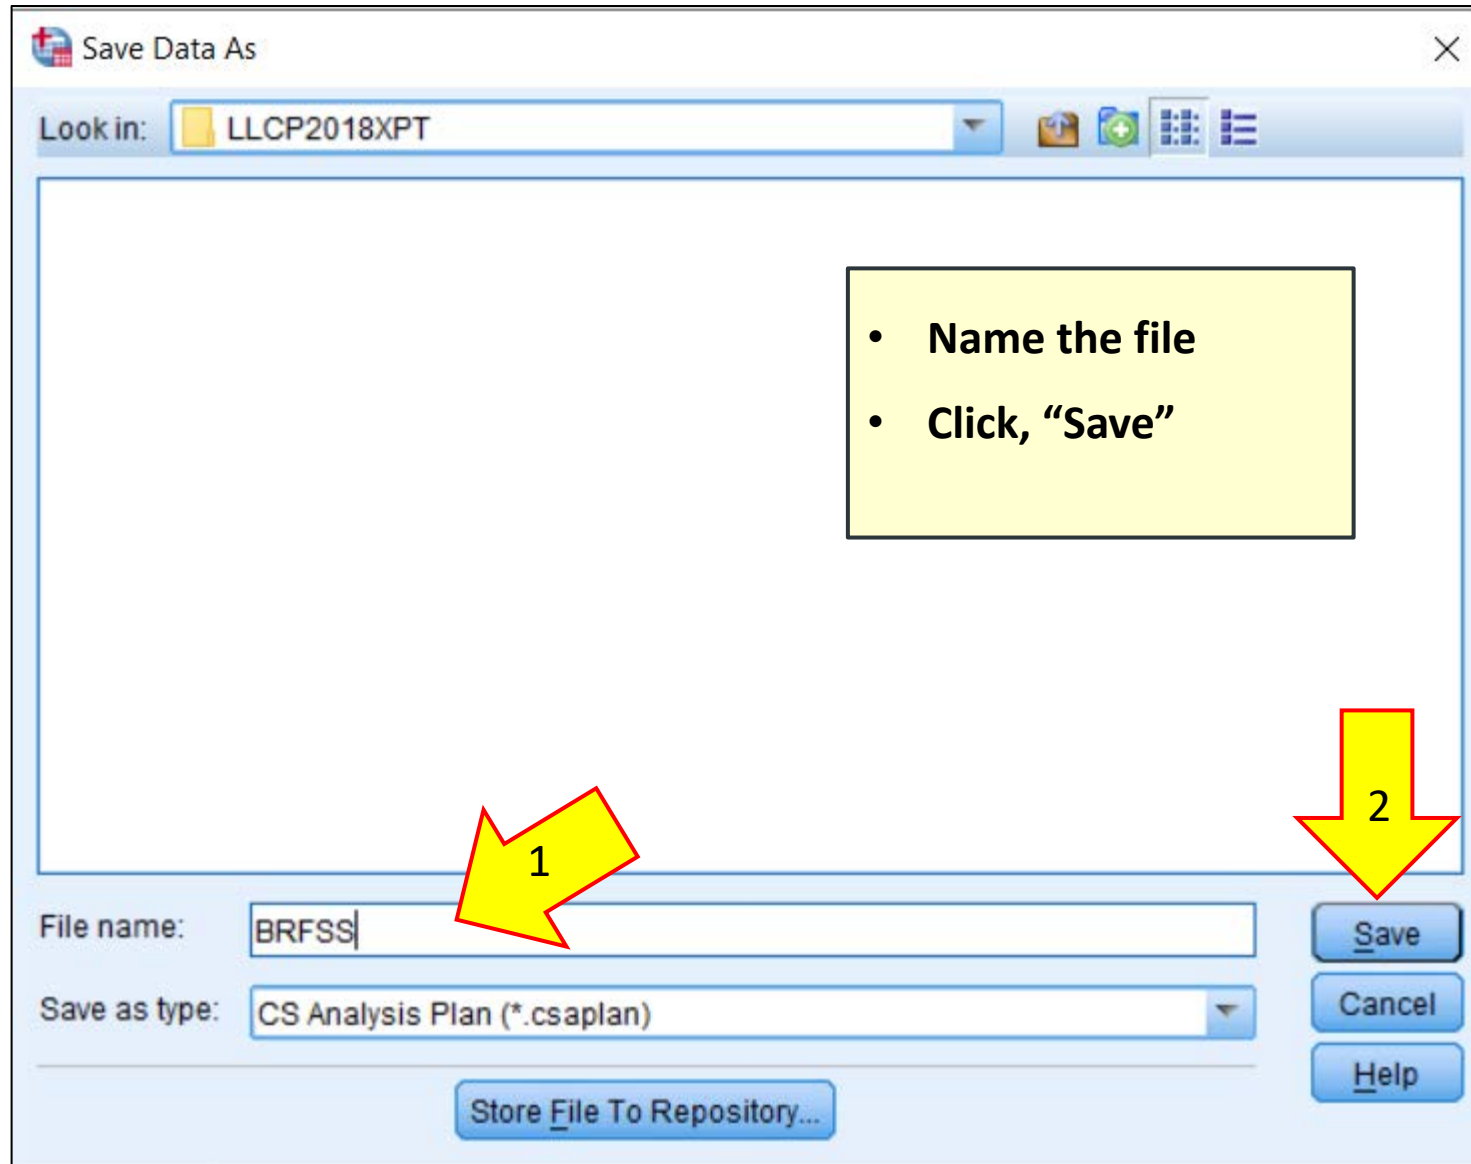 Save Data As
Look in: LLCP2018XPT
• Name the file
• Click, “Save”
2
1
File name: BRFSS
Save
Save as type: CS Analysis Plan (*.csaplan)
Cancel
Help
Store File To Repository...